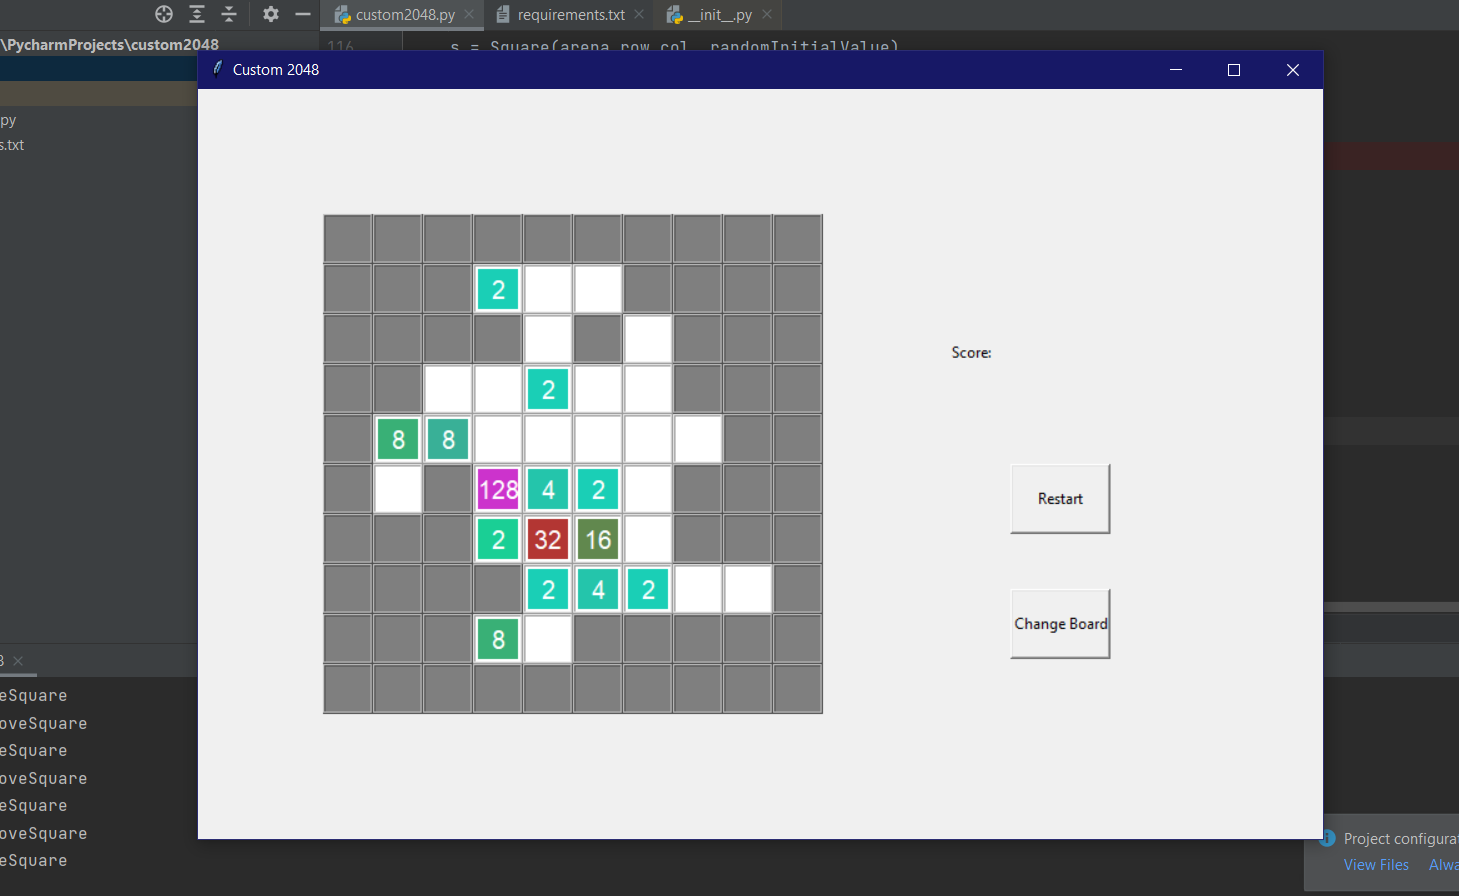 custom2048.py
requirements.txt
__init__.py
\PycharmProjects\custom2048
116
s = Square(arena,row,col, randomInitialValue)
Custom 2048
py
s.txt
2
2
8 8
128 4 2
2 32 16
2 4 2
8
Score:
Restart
Change Board
eSquare
oveSquare
eSquare
oveSquare
eSquare
oveSquare
eSquare
Project configurat
View Files Alwa